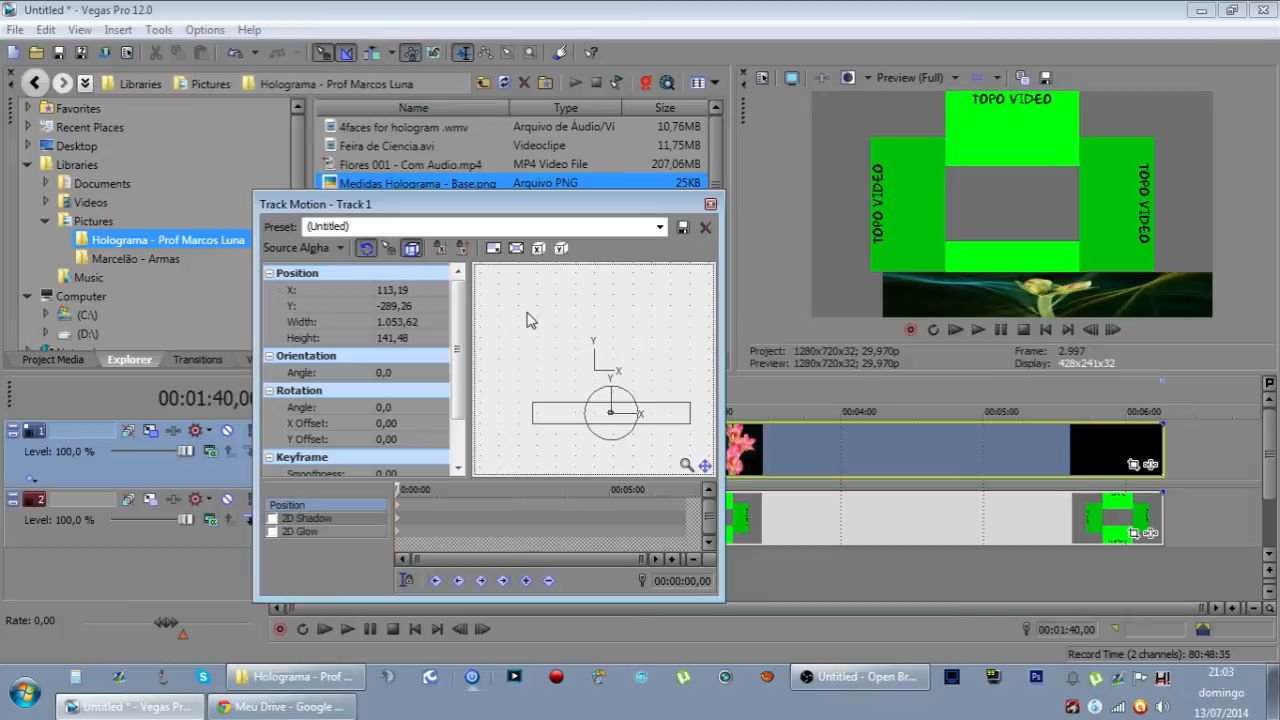 Untitled * - Vegas Pro 12.0
File Edit View Insert Tools Options Help
Libraries Pictures Holograma - Prof Marcos Luna
Preview (Full)
Favorites
Recent Places
Desktop
Libraries
Documents
Videos
Pictures
Holograma - Prof Marcos Luna
Marcelão - Armas
Music
Computer
(C:)
(D:)
Name Type Size
4faces for hologram .wmv Arquivo de Áudio/Ví 10,76MB
Feira de Ciencia.avi Videoclipe 11,75MB
Flores 001 - Com Audio.mp4 MP4 Video File 207,06MB
Medidas Holograma - Base.png Arquivo PNG 25KB
TOPO VIDEO
TOPO VIDEO
TOPO VIDEO
Project: 1280x720x32; 29,970p Frame: 2.997
Preview: 1280x720x32; 29,970p Display: 428x241x32
Project Media Explorer Transitions
Track Motion - Track 1
Preset: (Untitled)
Source Alpha
Position
X: 113,19
Y: -289,26
Width: 1.053,62
Height: 141,48
Orientation
Angle: 0,0
Rotation
Angle: 0,0
X Offset: 0,00
Y Offset: 0,00
Keyframe
Smoothness: 0,00
Y
X
Y
X
0:00:00 00:05:00
Position
2D Shadow
2D Glow
00:00:00,00
00:01:40,0
00:04:00 00:05:00 00:06:00
1
Level: 100,0 %
2
Level: 100,0 %
Rate: 0,00
00:01:40,00
Record Time (2 channels): 80:48:35
Holograma - Prof ...
Untitled - Open Br...
Ps
Untitled * - Vegas P...
Meu Drive - Goog...
21:03
domingo
13/07/2014